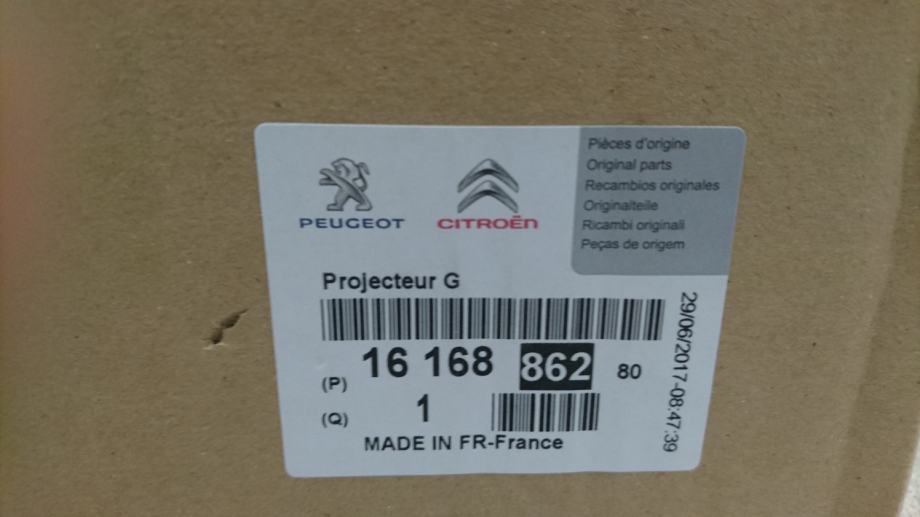 PEUGEOT
CITROËN
Pièces d'origine
Original parts
Recambios originales
Originalteile
Ricambi originali
Peças de origem
Projecteur G
(P) 16 168 862 80
(Q) 1
MADE IN FR-France
29/06/2017-08:47:39